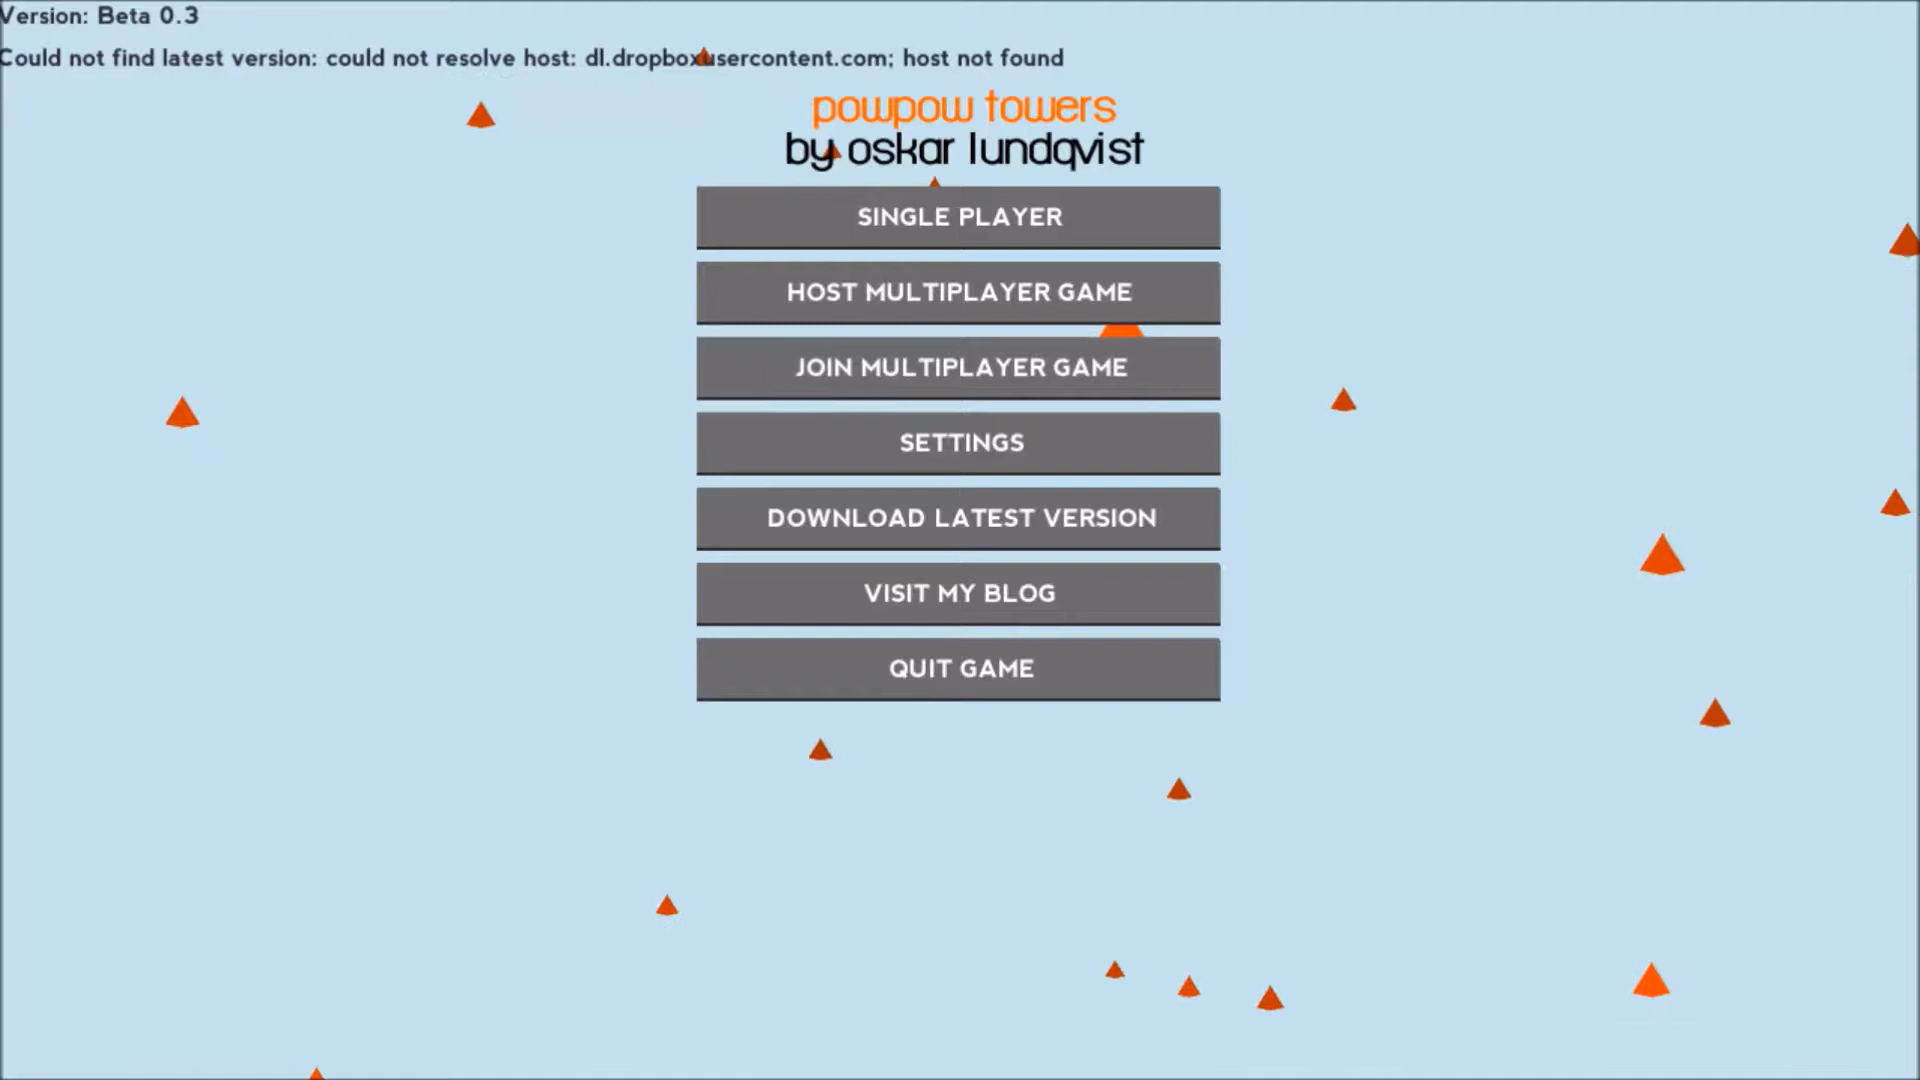 Version: Beta 0.3
Could not find latest version: could not resolve host: dl.dropboxusercontent.com; host not found
powpow towers
by oskar lundqvist
SINGLE PLAYER
HOST MULTIPLAYER GAME
JOIN MULTIPLAYER GAME
SETTINGS
DOWNLOAD LATEST VERSION
VISIT MY BLOG
QUIT GAME